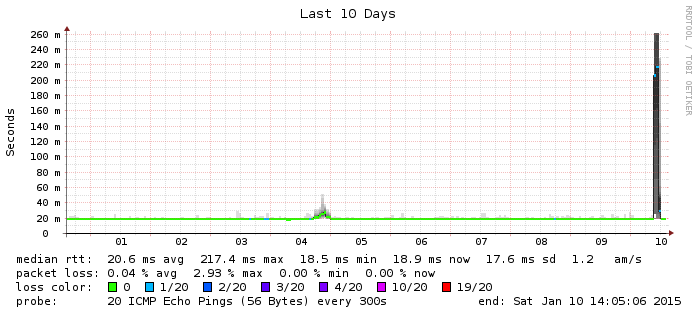 Last 10 Days
RRDTOOL / TOBI OETIKER
Seconds
260 m
240 m
220 m
200 m
180 m
160 m
140 m
120 m
100 m
80 m
60 m
40 m
20 m
0
01 02 03 04 05 06 07 08 09 10
median rtt: 20.6 ms avg 217.4 ms max 18.5 ms min 18.9 ms now 17.6 ms sd 1.2 am/s
packet loss: 0.04 % avg 2.93 % max 0.00 % min 0.00 % now
loss color: 0 1/20 2/20 3/20 4/20 10/20 19/20
probe: 20 ICMP Echo Pings (56 Bytes) every 300s end: Sat Jan 10 14:05:06 2015